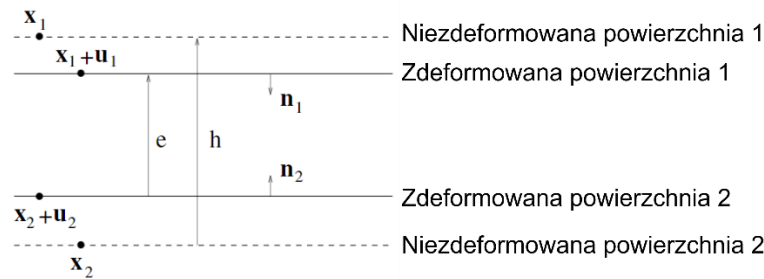 x₁
Niezdeformowana powierzchnia 1
x₁+u₁
Zdeformowana powierzchnia 1
n₁
e
h
n₂
Zdeformowana powierzchnia 2
x₂+u₂
Niezdeformowana powierzchnia 2
x₂